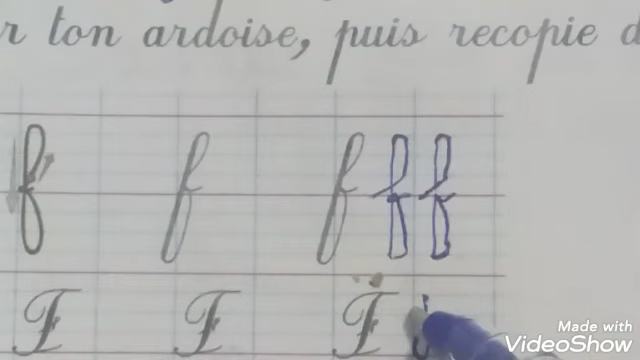 r ton ardoise, puis recopie d
f f f f f
F F F
Made with
VideoShow